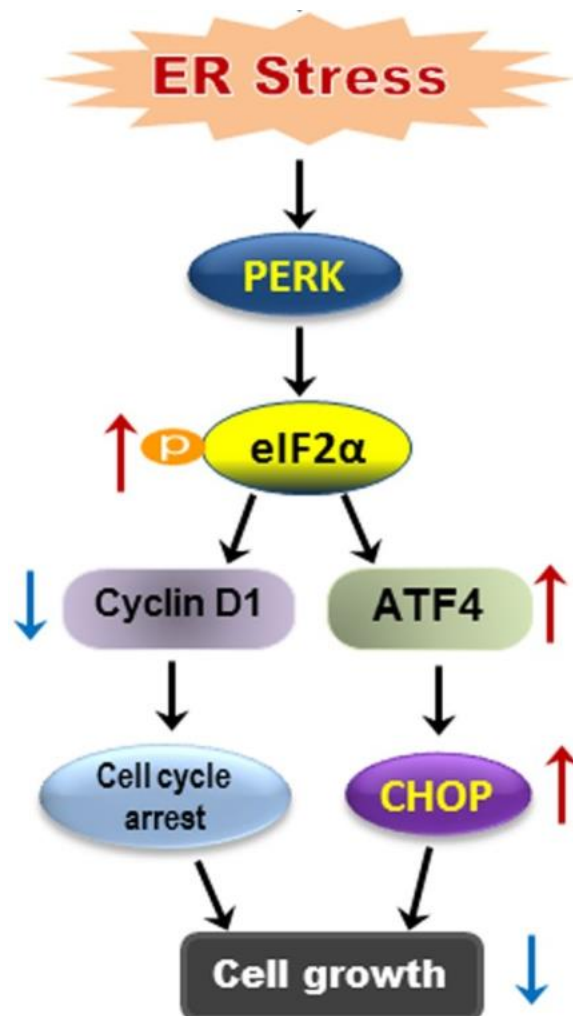 ER Stress
PERK
p
eIF2α
Cyclin D1
ATF4
Cell cycle
arrest
CHOP
Cell growth